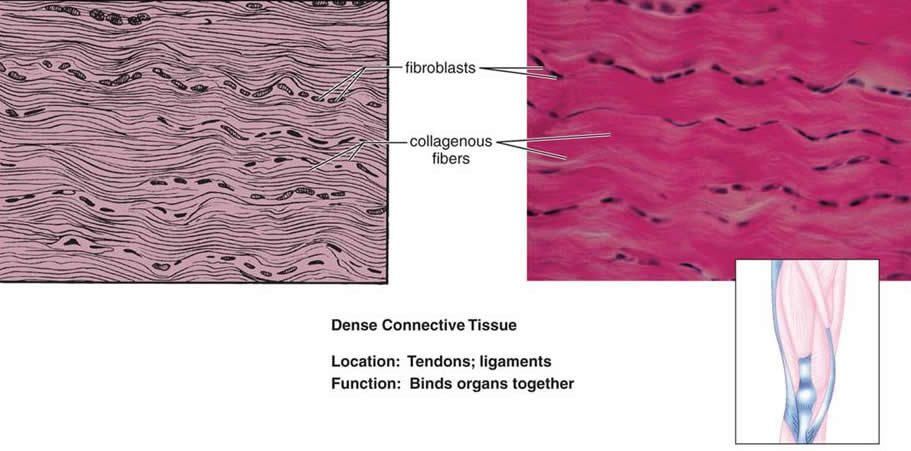 fibroblasts
collagenous
fibers
Dense Connective Tissue
Location: Tendons; ligaments
Function: Binds organs together